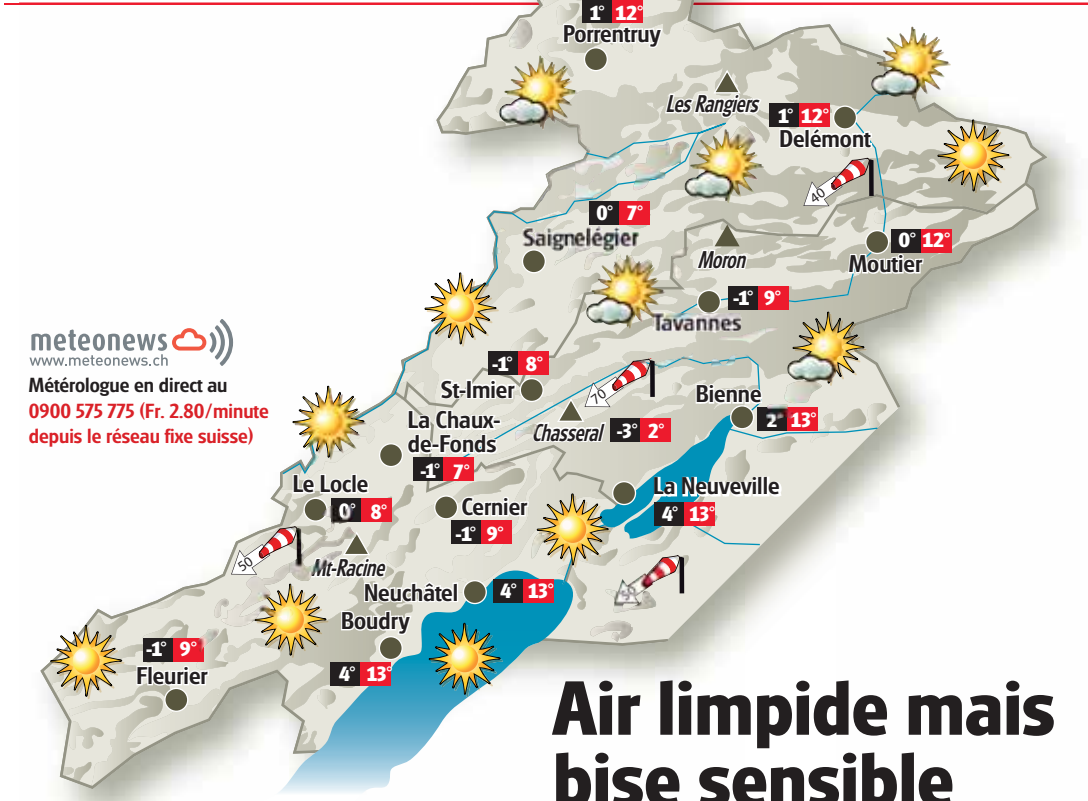 1° 12°
Porrentruy
Les Rangiers
1° 12°
Delémont
40
0° 7°
Saignelégier
Moron
0° 12°
Moutier
-1° 9°
Tavannes
meteonews
www.meteonews.ch
Météorologue en direct au
0900 575 775 (Fr. 2.80/minute
depuis le réseau fixe suisse)
-1° 8°
St-Imier
70
Chasseral -3° 2°
Bienne
2° 13°
La Chaux-
de-Fonds
-1° 7°
Le Locle
0° 8°
Cernier
-1° 9°
La Neuveville
4° 13°
50
Mt-Racine
Neuchâtel 4° 13°
Boudry
4° 13°
-1° 9°
Fleurier
Air limpide mais
bise sensible